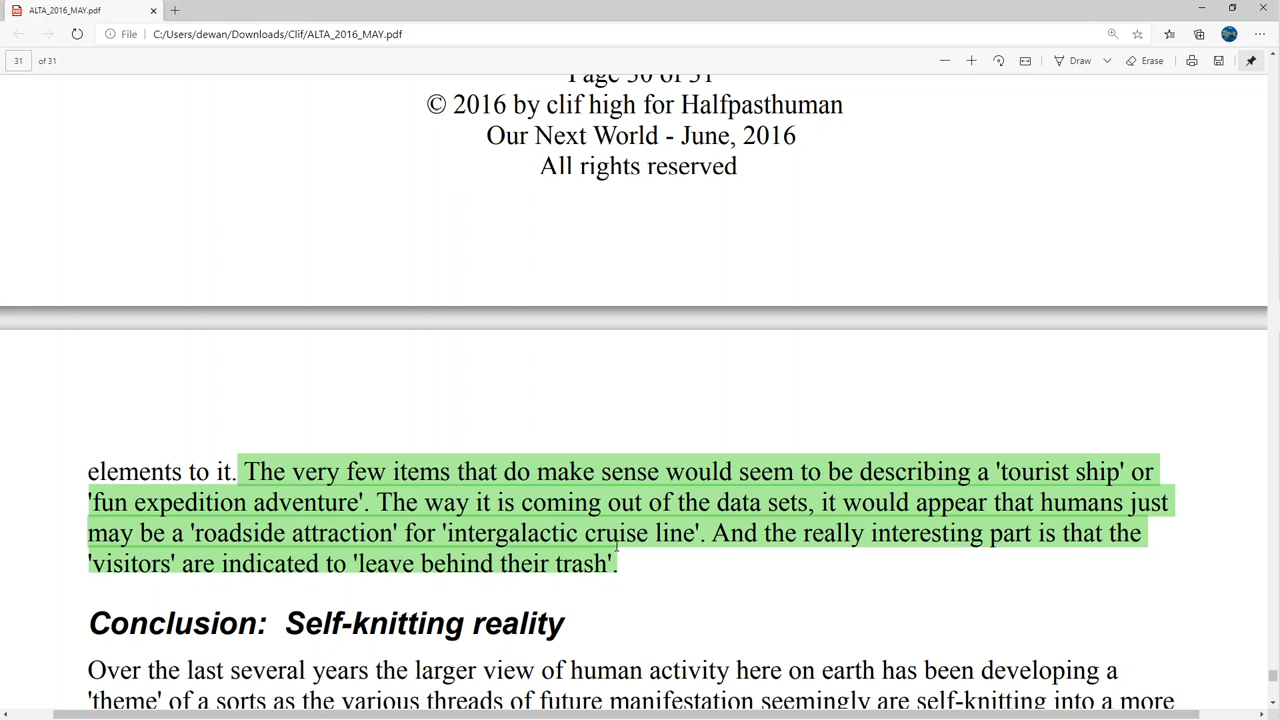 ALTA_2016_MAY.pdf
File C:/Users/dewan/Downloads/Clif/ALTA_2016_MAY.pdf
31 of 31 Draw Erase
Page 30 of 31
© 2016 by clif high for Halfpasthuman
Our Next World - June, 2016
All rights reserved
elements to it. The very few items that do make sense would seem to be describing a 'tourist ship' or
'fun expedition adventure'. The way it is coming out of the data sets, it would appear that humans just
may be a 'roadside attraction' for 'intergalactic cruise line'. And the really interesting part is that the
'visitors' are indicated to 'leave behind their trash'.
Conclusion: Self-knitting reality
Over the last several years the larger view of human activity here on earth has been developing a
'theme' of a sorts as the various threads of future manifestation seemingly are self-knitting into a more